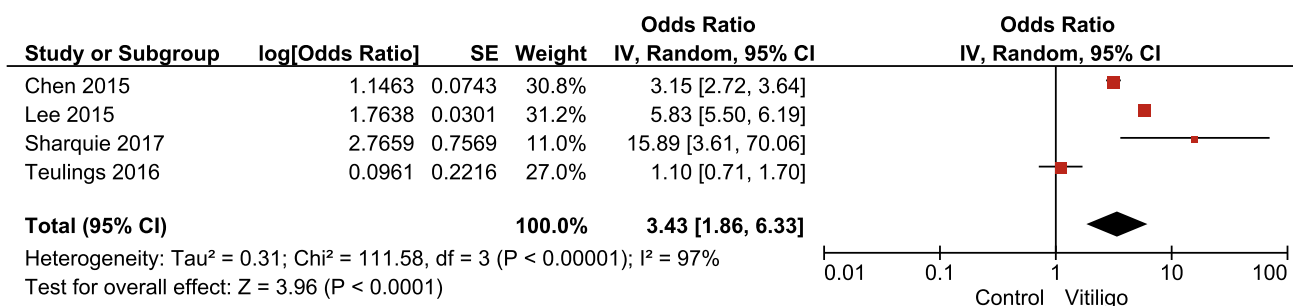 Odds Ratio Odds Ratio
Study or Subgroup log[Odds Ratio] SE Weight IV, Random, 95% CI IV, Random, 95% CI
Chen 2015 1.1463 0.0743 30.8% 3.15 [2.72, 3.64]
Lee 2015 1.7638 0.0301 31.2% 5.83 [5.50, 6.19]
Sharquie 2017 2.7659 0.7569 11.0% 15.89 [3.61, 70.06]
Teulings 2016 0.0961 0.2216 27.0% 1.10 [0.71, 1.70]
Total (95% CI) 100.0% 3.43 [1.86, 6.33]
Heterogeneity: Tau² = 0.31; Chi² = 111.58, df = 3 (P < 0.00001); I² = 97%
Test for overall effect: Z = 3.96 (P < 0.0001)
0.01 0.1 1 10 100
Control Vitiligo